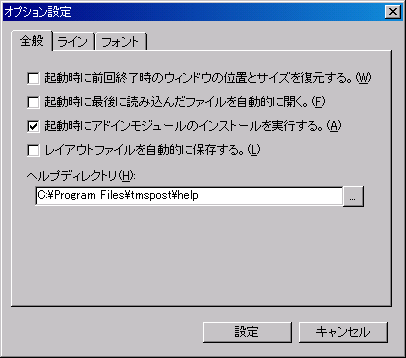 オプション設定
全般 ライン フォント
起動時に前回終了時のウィンドウの位置とサイズを復元する。(W)
起動時に最後に読み込んだファイルを自動的に開く。(F)
起動時にアドインモジュールのインストールを実行する。(A)
レイアウトファイルを自動的に保存する。(L)
ヘルプディレクトリ(H):
C:¥Program Files¥tmspost¥help ...
設定 キャンセル